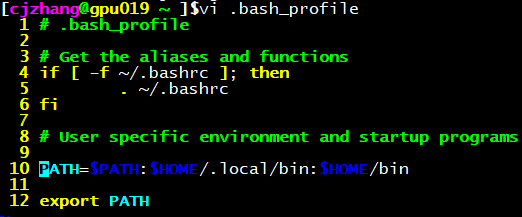 [cjzhang@gpu019 ~ ]$vi .bash_profile
1 # .bash_profile
2
3 # Get the aliases and functions
4 if [ -f ~/.bashrc ]; then
5         . ~/.bashrc
6 fi
7
8 # User specific environment and startup programs
9
10 PATH=$PATH:$HOME/.local/bin:$HOME/bin
11
12 export PATH